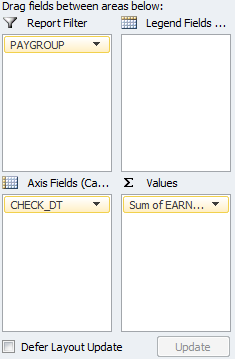 Drag fields between areas below:
Report Filter
Legend Fields ...
PAYGROUP
Axis Fields (Ca...
Σ Values
CHECK_DT
Sum of EARN...
Defer Layout Update
Update